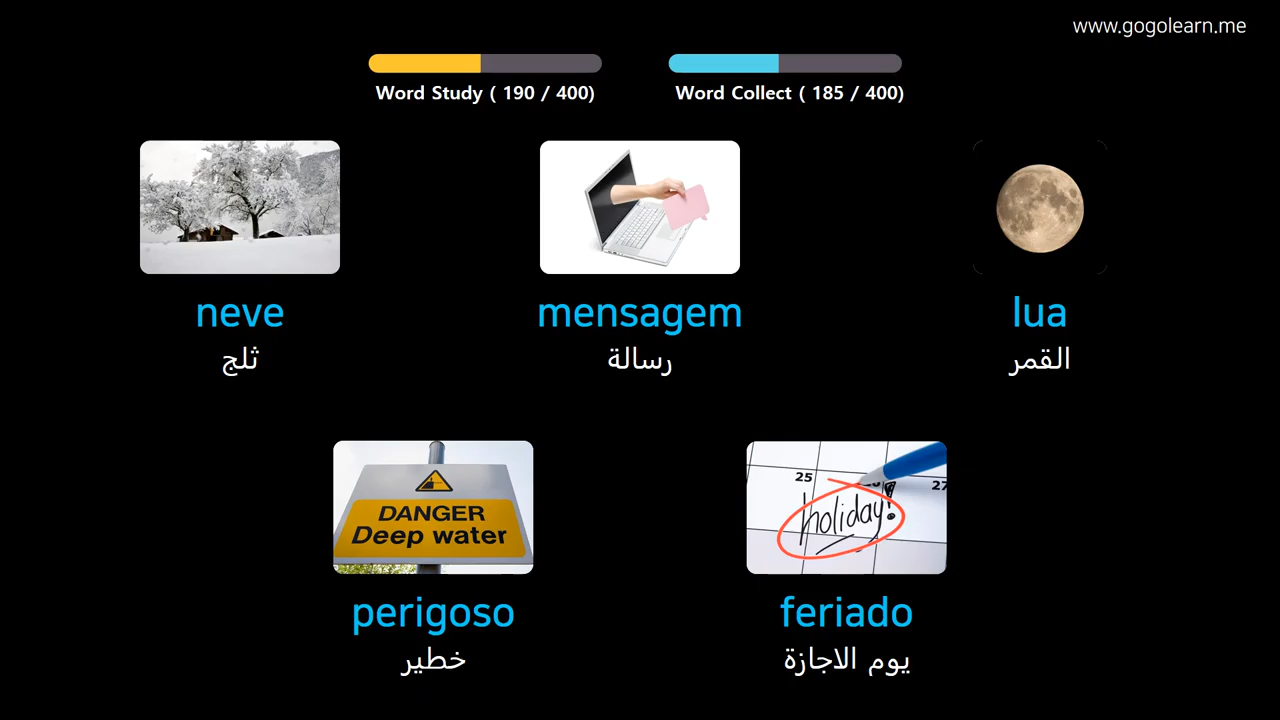 www.gogolearn.me
Word Study ( 190 / 400)
Word Collect ( 185 / 400)
neve
ثلج
mensagem
رسالة
lua
القمر
DANGER
Deep water
perigoso
خطير
25
27
holiday!
feriado
يوم الاجازة